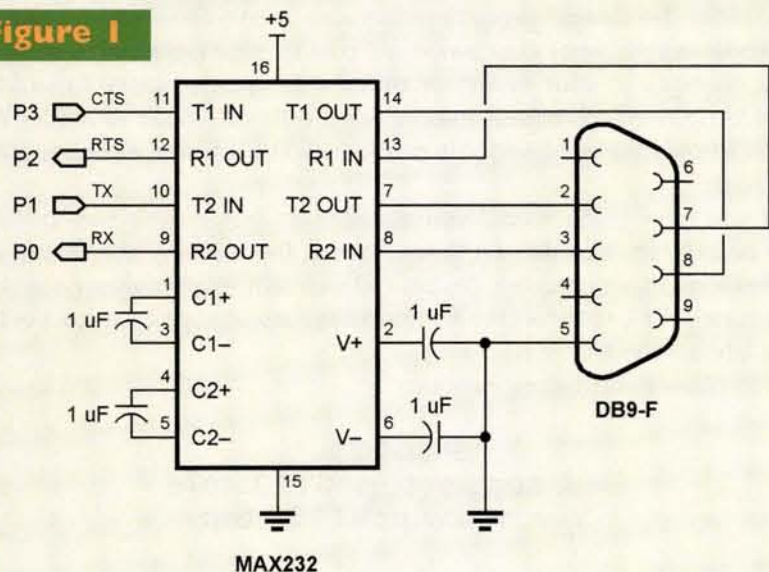 Figure 1
+5
16
P3 CTS 11 T1 IN T1 OUT 14
P2 RTS 12 R1 OUT R1 IN 13
P1 TX 10 T2 IN T2 OUT 7
P0 RX 9 R2 OUT R2 IN 8
1 uF 1 C1+
3 C1–
4 C2+
1 uF 5 C2–
V+ 2 1 uF
V– 6 1 uF
15
MAX232
1
2
3
4
5
6
7
8
9
DB9-F